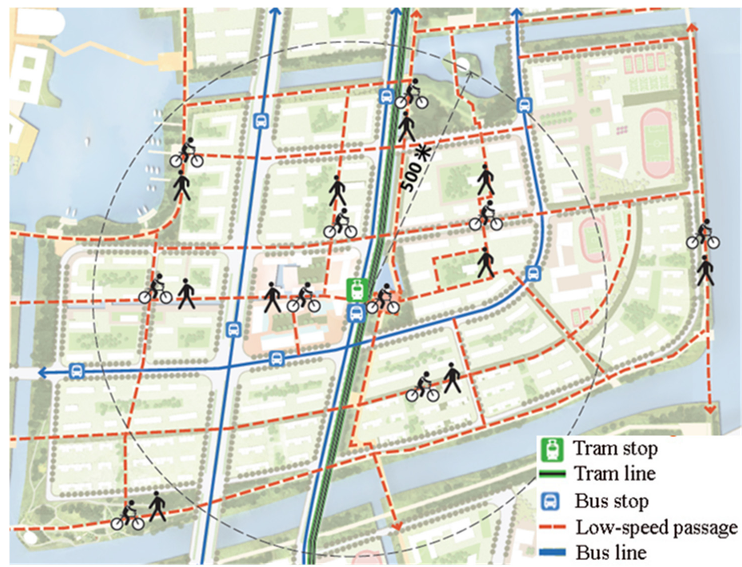 500米
Tram stop
Tram line
Bus stop
Low-speed passage
Bus line